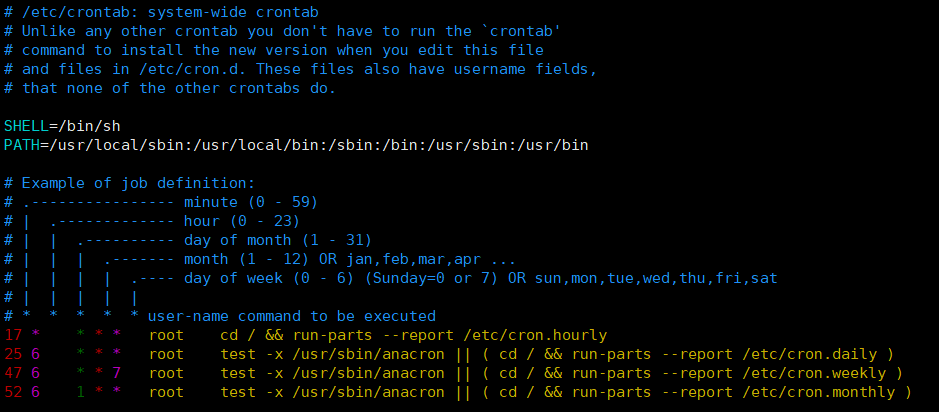 # /etc/crontab: system-wide crontab
# Unlike any other crontab you don't have to run the `crontab'
# command to install the new version when you edit this file
# and files in /etc/cron.d. These files also have username fields,
# that none of the other crontabs do.

SHELL=/bin/sh
PATH=/usr/local/sbin:/usr/local/bin:/sbin:/bin:/usr/sbin:/usr/bin

# Example of job definition:
# .---------------- minute (0 - 59)
# |  .------------- hour (0 - 23)
# |  |  .---------- day of month (1 - 31)
# |  |  |  .------- month (1 - 12) OR jan,feb,mar,apr ...
# |  |  |  |  .---- day of week (0 - 6) (Sunday=0 or 7) OR sun,mon,tue,wed,thu,fri,sat
# |  |  |  |  |
# *  *  *  *  * user-name command to be executed
17 *    * * *   root    cd / && run-parts --report /etc/cron.hourly
25 6    * * *   root    test -x /usr/sbin/anacron || ( cd / && run-parts --report /etc/cron.daily )
47 6    * * 7   root    test -x /usr/sbin/anacron || ( cd / && run-parts --report /etc/cron.weekly )
52 6    1 * *   root    test -x /usr/sbin/anacron || ( cd / && run-parts --report /etc/cron.monthly )